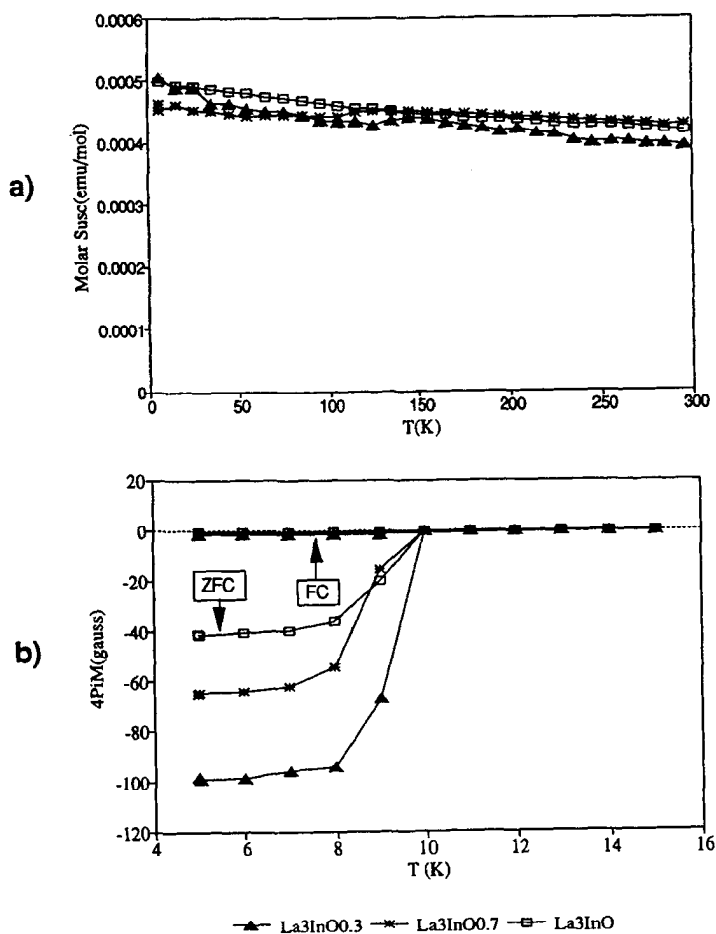 a)
Molar Susc(emu/mol)
0.0006
0.0005
0.0004
0.0003
0.0002
0.0001
0
0 50 100 150 200 250 300
T(K)
b)
4PiM(gauss)
20
0
-20
-40
-60
-80
-100
-120
ZFC
FC
4 6 8 10 12 14 16
T (K)
La3InO0.3 La3InO0.7 La3InO